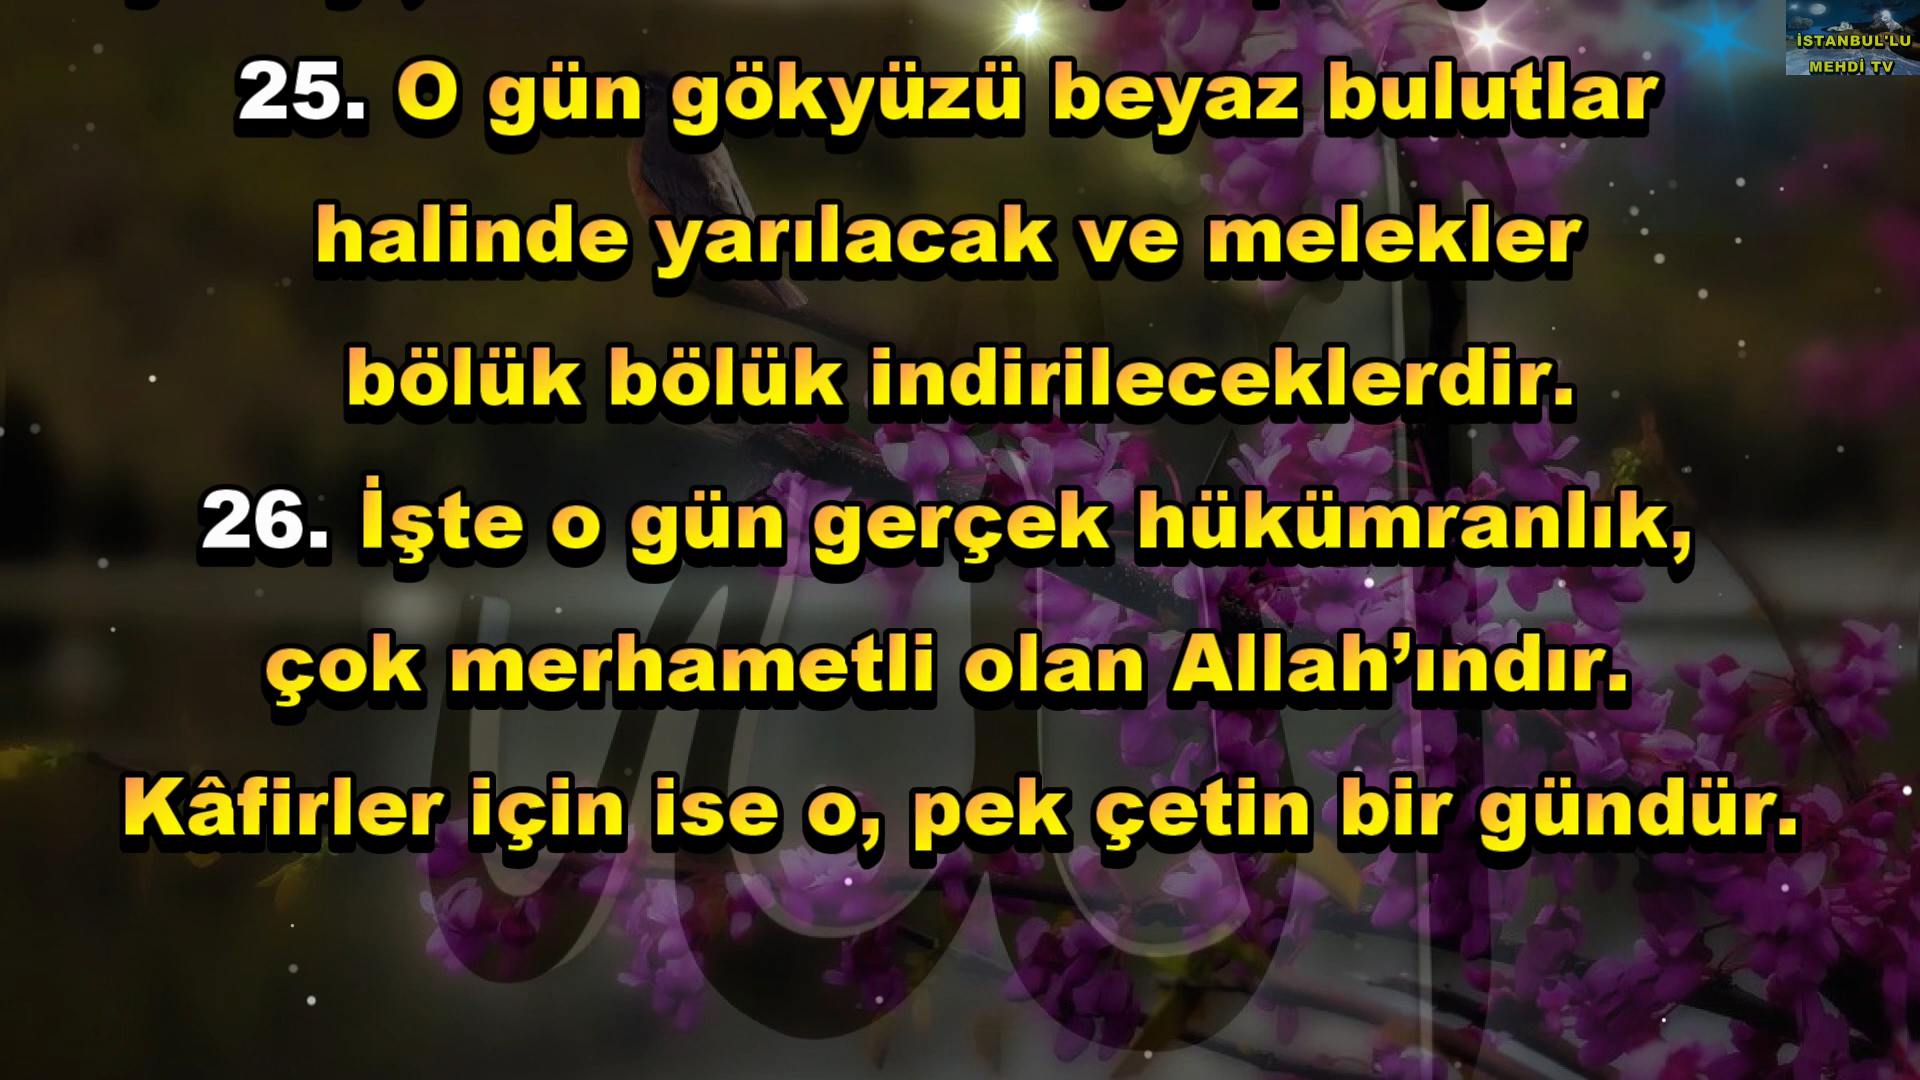 İSTANBUL'LU
MEHDİ TV
25. O gün gökyüzü beyaz bulutlar
halinde yarılacak ve melekler
bölük bölük indirileceklerdir.
26. İşte o gün gerçek hükümranlık,
çok merhametli olan Allah’ındır.
Kâfirler için ise o, pek çetin bir gündür.